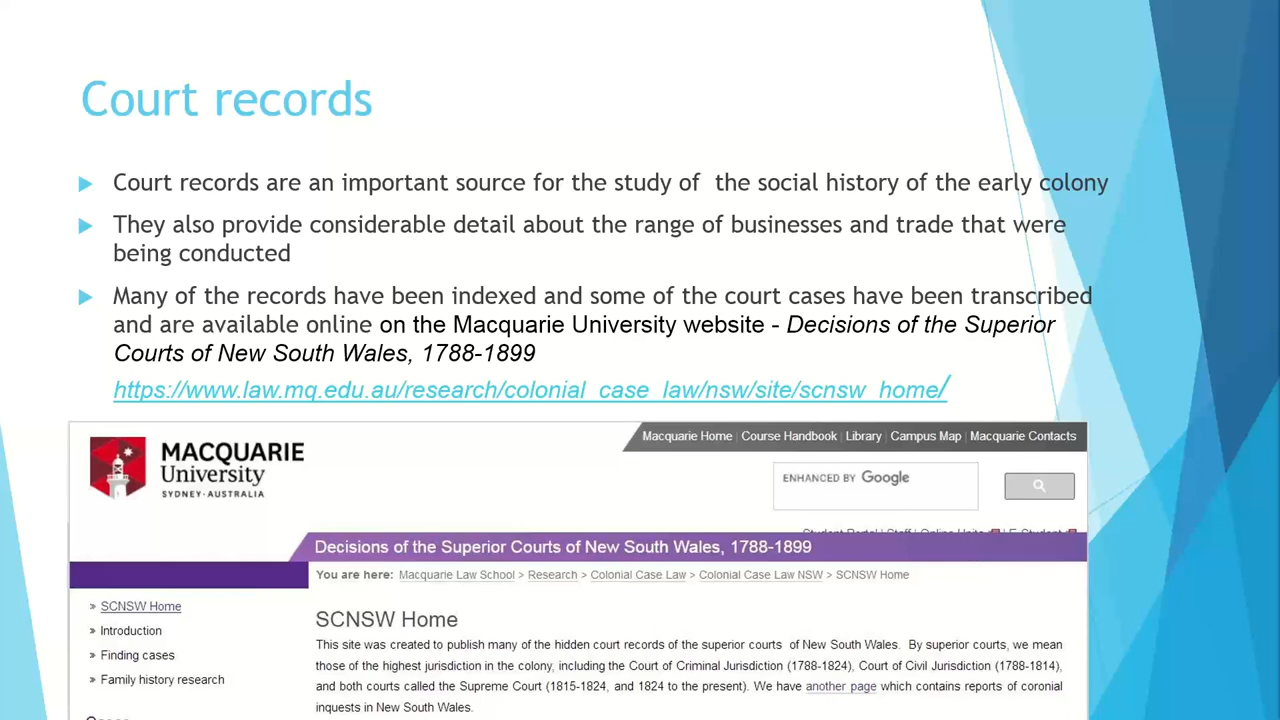 Court records
Court records are an important source for the study of  the social history of the early colony
They also provide considerable detail about the range of businesses and trade that were
being conducted
Many of the records have been indexed and some of the court cases have been transcribed
and are available online on the Macquarie University website - Decisions of the Superior
Courts of New South Wales, 1788-1899
https://www.law.mq.edu.au/research/colonial_case_law/nsw/site/scnsw_home/
Macquarie Home | Course Handbook | Library | Campus Map | Macquarie Contacts
MACQUARIE
University
SYDNEY·AUSTRALIA
ENHANCED BY Google
Student Portal | Staff | Online Units | E-Student
Decisions of the Superior Courts of New South Wales, 1788-1899
You are here: Macquarie Law School > Research > Colonial Case Law > Colonial Case Law NSW > SCNSW Home
» SCNSW Home
» Introduction
» Finding cases
» Family history research
SCNSW Home
This site was created to publish many of the hidden court records of the superior courts  of New South Wales.  By superior courts, we mean
those of the highest jurisdiction in the colony, including the Court of Criminal Jurisdiction (1788-1824), Court of Civil Jurisdiction (1788-1814),
and both courts called the Supreme Court (1815-1824, and 1824 to the present). We have another page which contains reports of coronial
inquests in New South Wales.